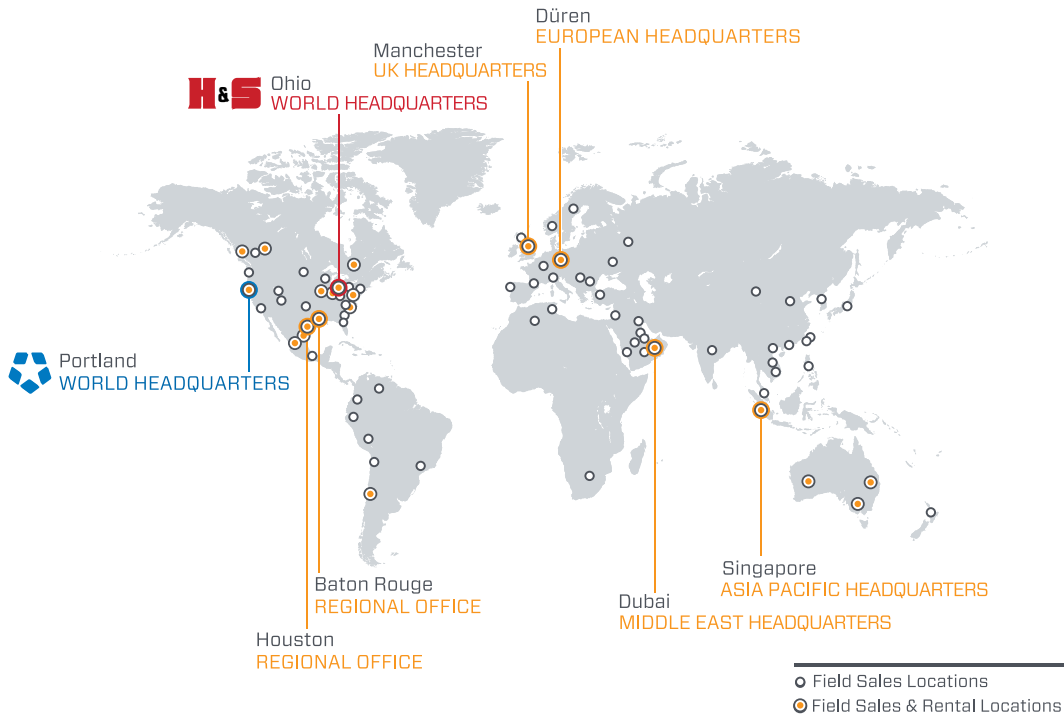 Düren
EUROPEAN HEADQUARTERS
Manchester
UK HEADQUARTERS
H&S
Ohio
WORLD HEADQUARTERS
Portland
WORLD HEADQUARTERS
Baton Rouge
REGIONAL OFFICE
Houston
REGIONAL OFFICE
Singapore
ASIA PACIFIC HEADQUARTERS
Dubai
MIDDLE EAST HEADQUARTERS
Field Sales Locations
Field Sales & Rental Locations